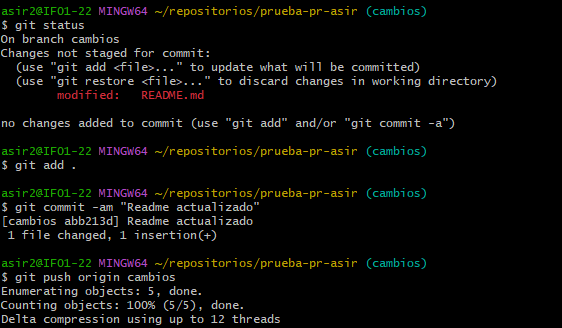 asir2@IFO1-22 MINGW64 ~/repositorios/prueba-pr-asir (cambios)
$ git status
On branch cambios
Changes not staged for commit:
  (use "git add <file>..." to update what will be committed)
  (use "git restore <file>..." to discard changes in working directory)
        modified:   README.md

no changes added to commit (use "git add" and/or "git commit -a")

asir2@IFO1-22 MINGW64 ~/repositorios/prueba-pr-asir (cambios)
$ git add .

asir2@IFO1-22 MINGW64 ~/repositorios/prueba-pr-asir (cambios)
$ git commit -am "Readme actualizado"
[cambios abb213d] Readme actualizado
 1 file changed, 1 insertion(+)

asir2@IFO1-22 MINGW64 ~/repositorios/prueba-pr-asir (cambios)
$ git push origin cambios
Enumerating objects: 5, done.
Counting objects: 100% (5/5), done.
Delta compression using up to 12 threads